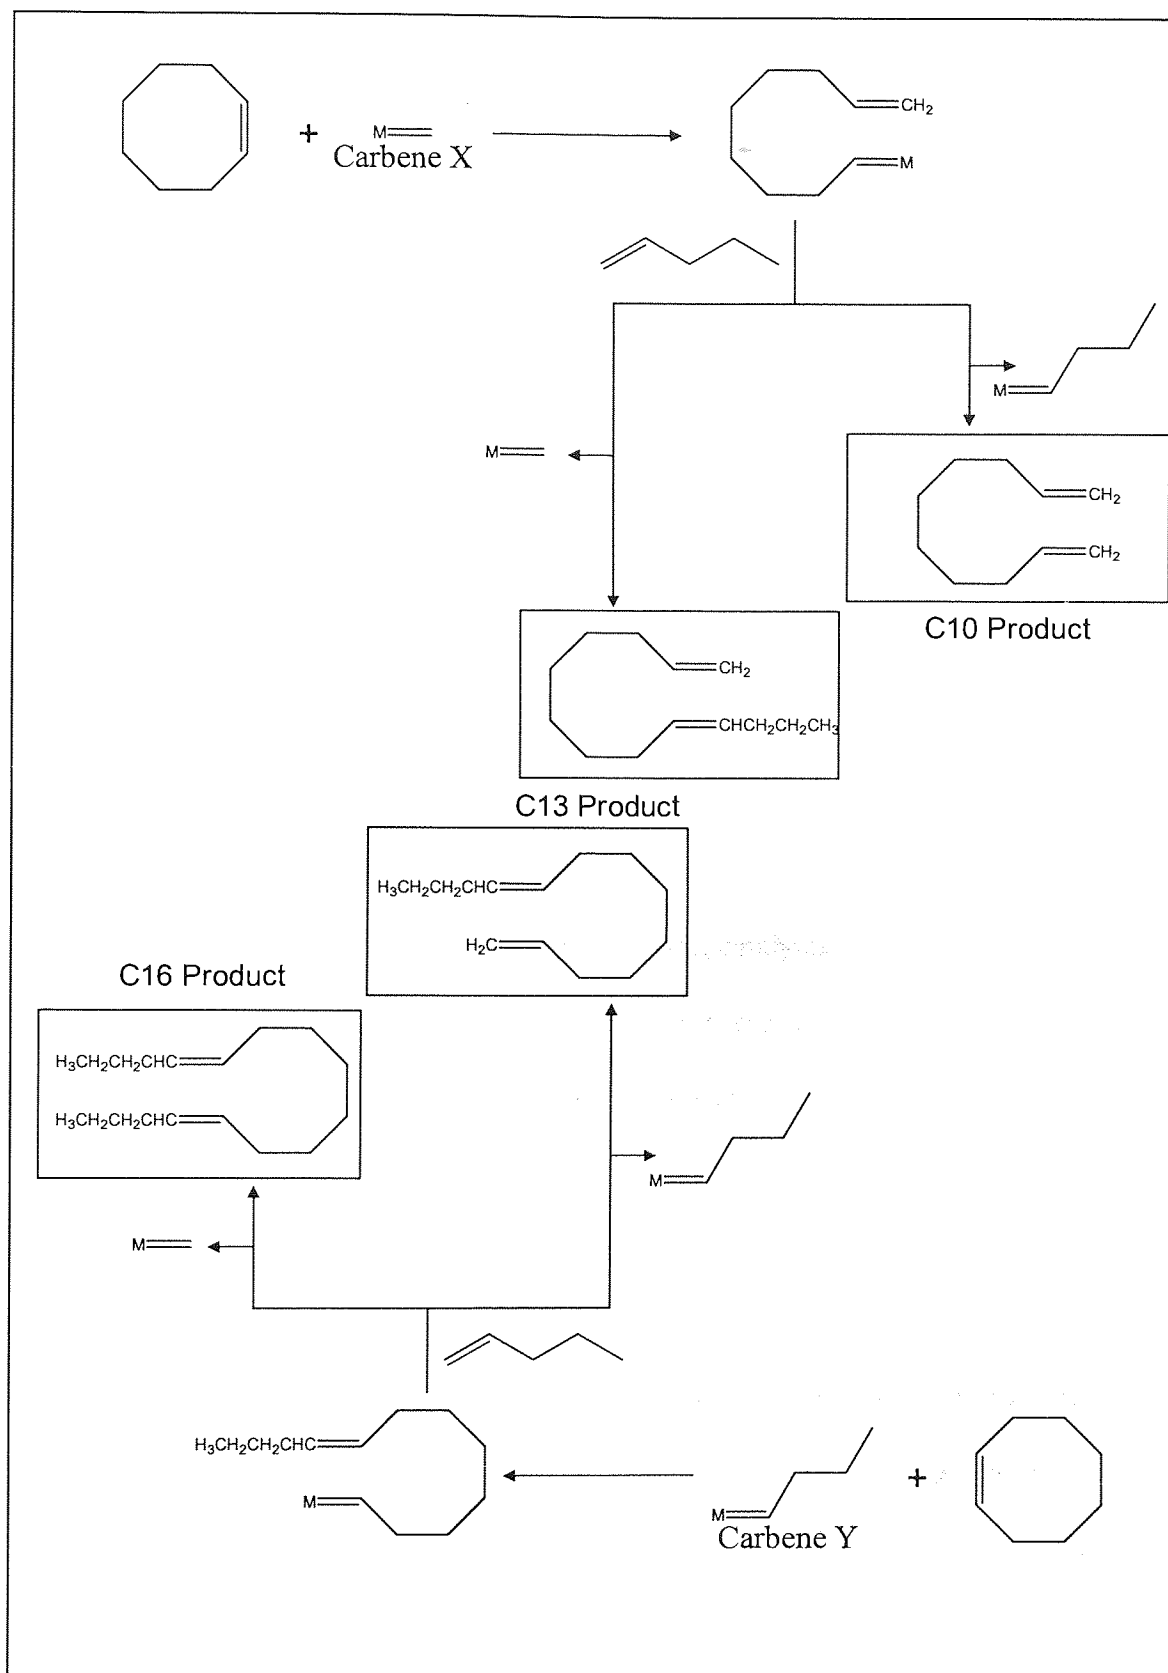 CH2
+
M
Carbene X
M
M
M
CH2
CH2
C10 Product
CH2
CHCH2CH2CH3
C13 Product
H3CH2CH2CHC
H2C
C16 Product
H3CH2CH2CHC
H3CH2CH2CHC
M
M
H3CH2CH2CHC
M
M
+
Carbene Y